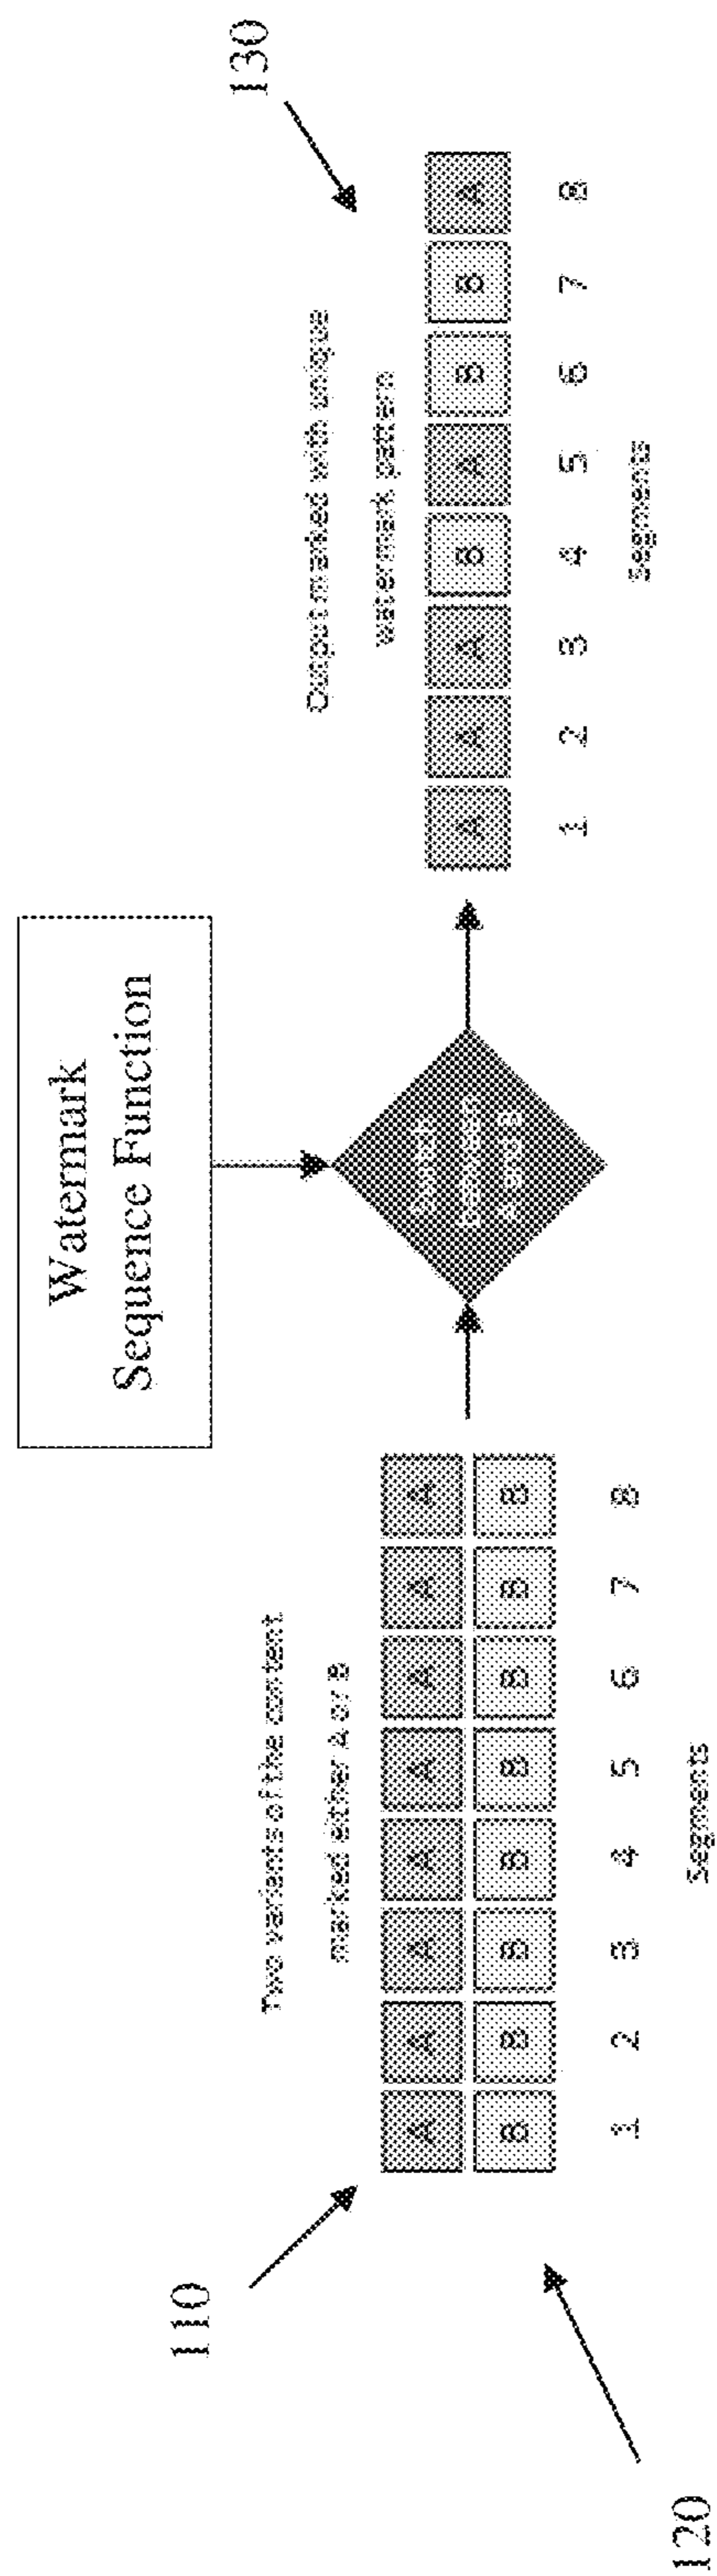 Watermark
Sequence Function
110
120
Two variants of the content
marked either A or B
A A A A A A A A
B B B B B B B B
1 2 3 4 5 6 7 8
Segments
between
130
Output marked with unique
watermark pattern
A A A B A B B A
1 2 3 4 5 6 7 8
Segments